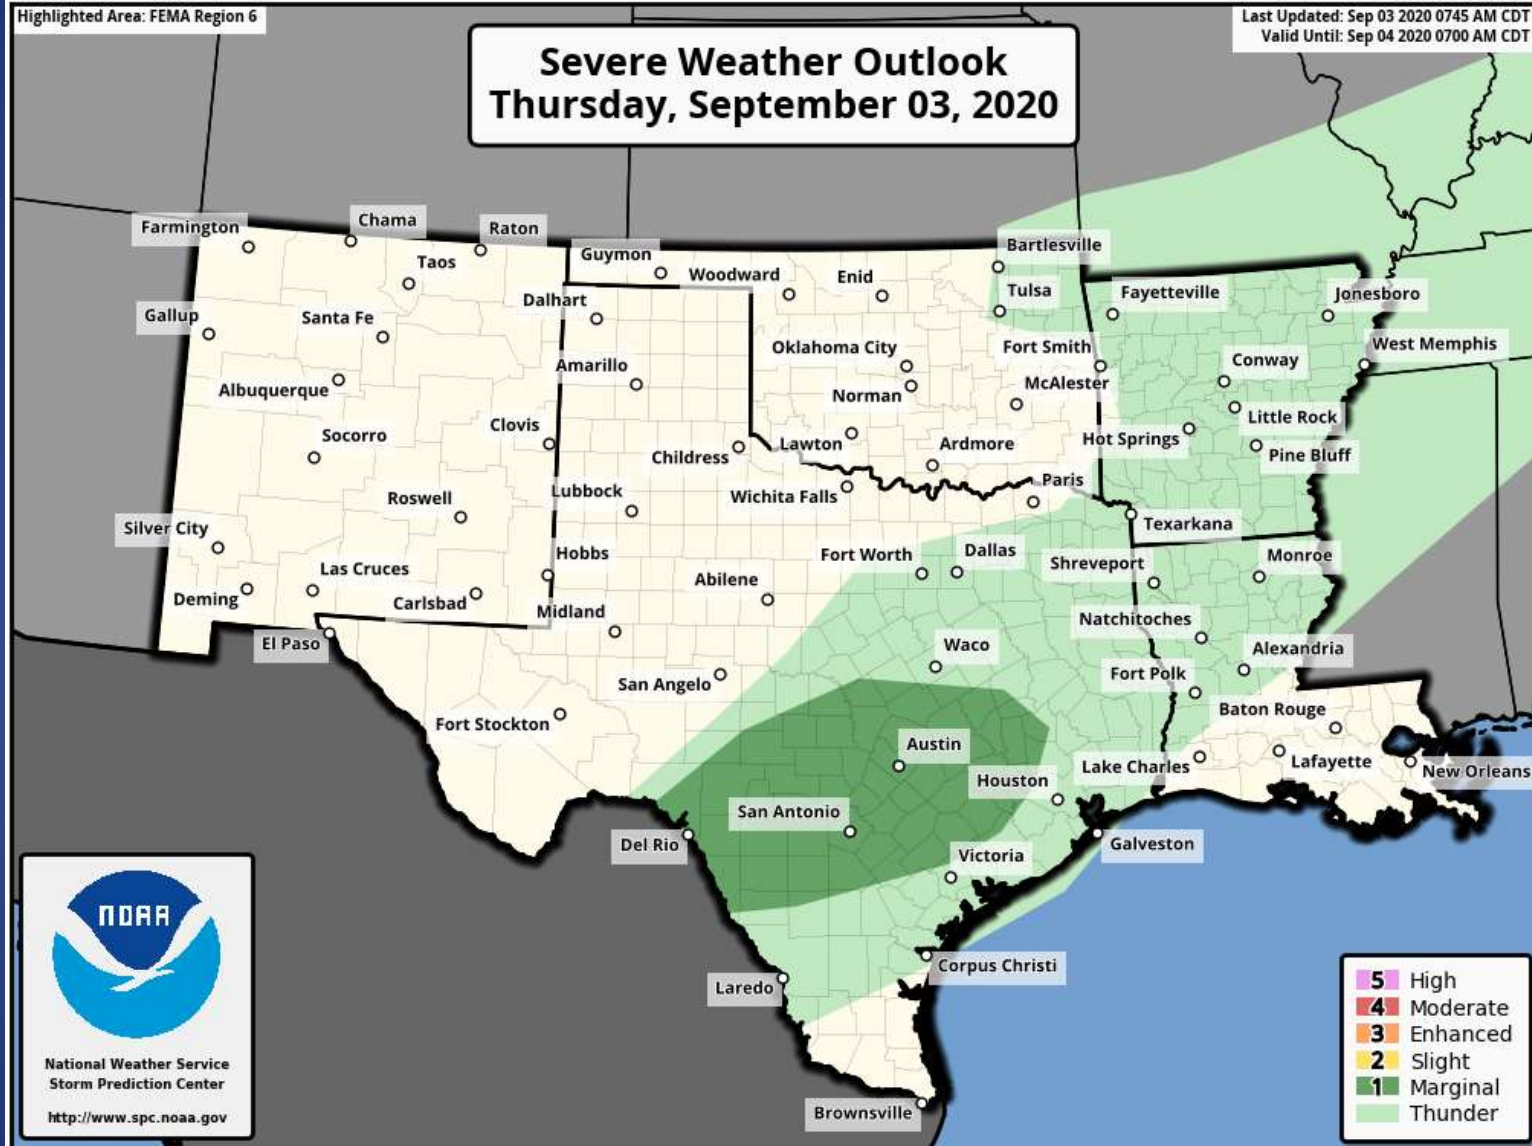 Highlighted Area: FEMA Region 6
Last Updated: Sep 03 2020 0745 AM CDT
Valid Until: Sep 04 2020 0700 AM CDT
Severe Weather Outlook
Thursday, September 03, 2020
Farmington
Chama
Raton
Taos
Guymon
Woodward
Enid
Bartlesville
Gallup
Santa Fe
Dalhart
Tulsa
Fayetteville
Jonesboro
Albuquerque
Amarillo
Oklahoma City
Norman
Fort Smith
McAlester
Conway
West Memphis
Socorro
Clovis
Childress
Lawton
Ardmore
Hot Springs
Little Rock
Pine Bluff
Roswell
Lubbock
Wichita Falls
Paris
Texarkana
Silver City
Las Cruces
Hobbs
Abilene
Fort Worth
Dallas
Shreveport
Monroe
Deming
Carlsbad
Midland
Natchitoches
El Paso
San Angelo
Waco
Fort Polk
Alexandria
Fort Stockton
Baton Rouge
Austin
Houston
Lake Charles
Lafayette
New Orleans
San Antonio
Del Rio
Victoria
Galveston
Laredo
Corpus Christi
Brownsville
NOAA
National Weather Service
Storm Prediction Center
http://www.spc.noaa.gov
5 High
4 Moderate
3 Enhanced
2 Slight
1 Marginal
Thunder